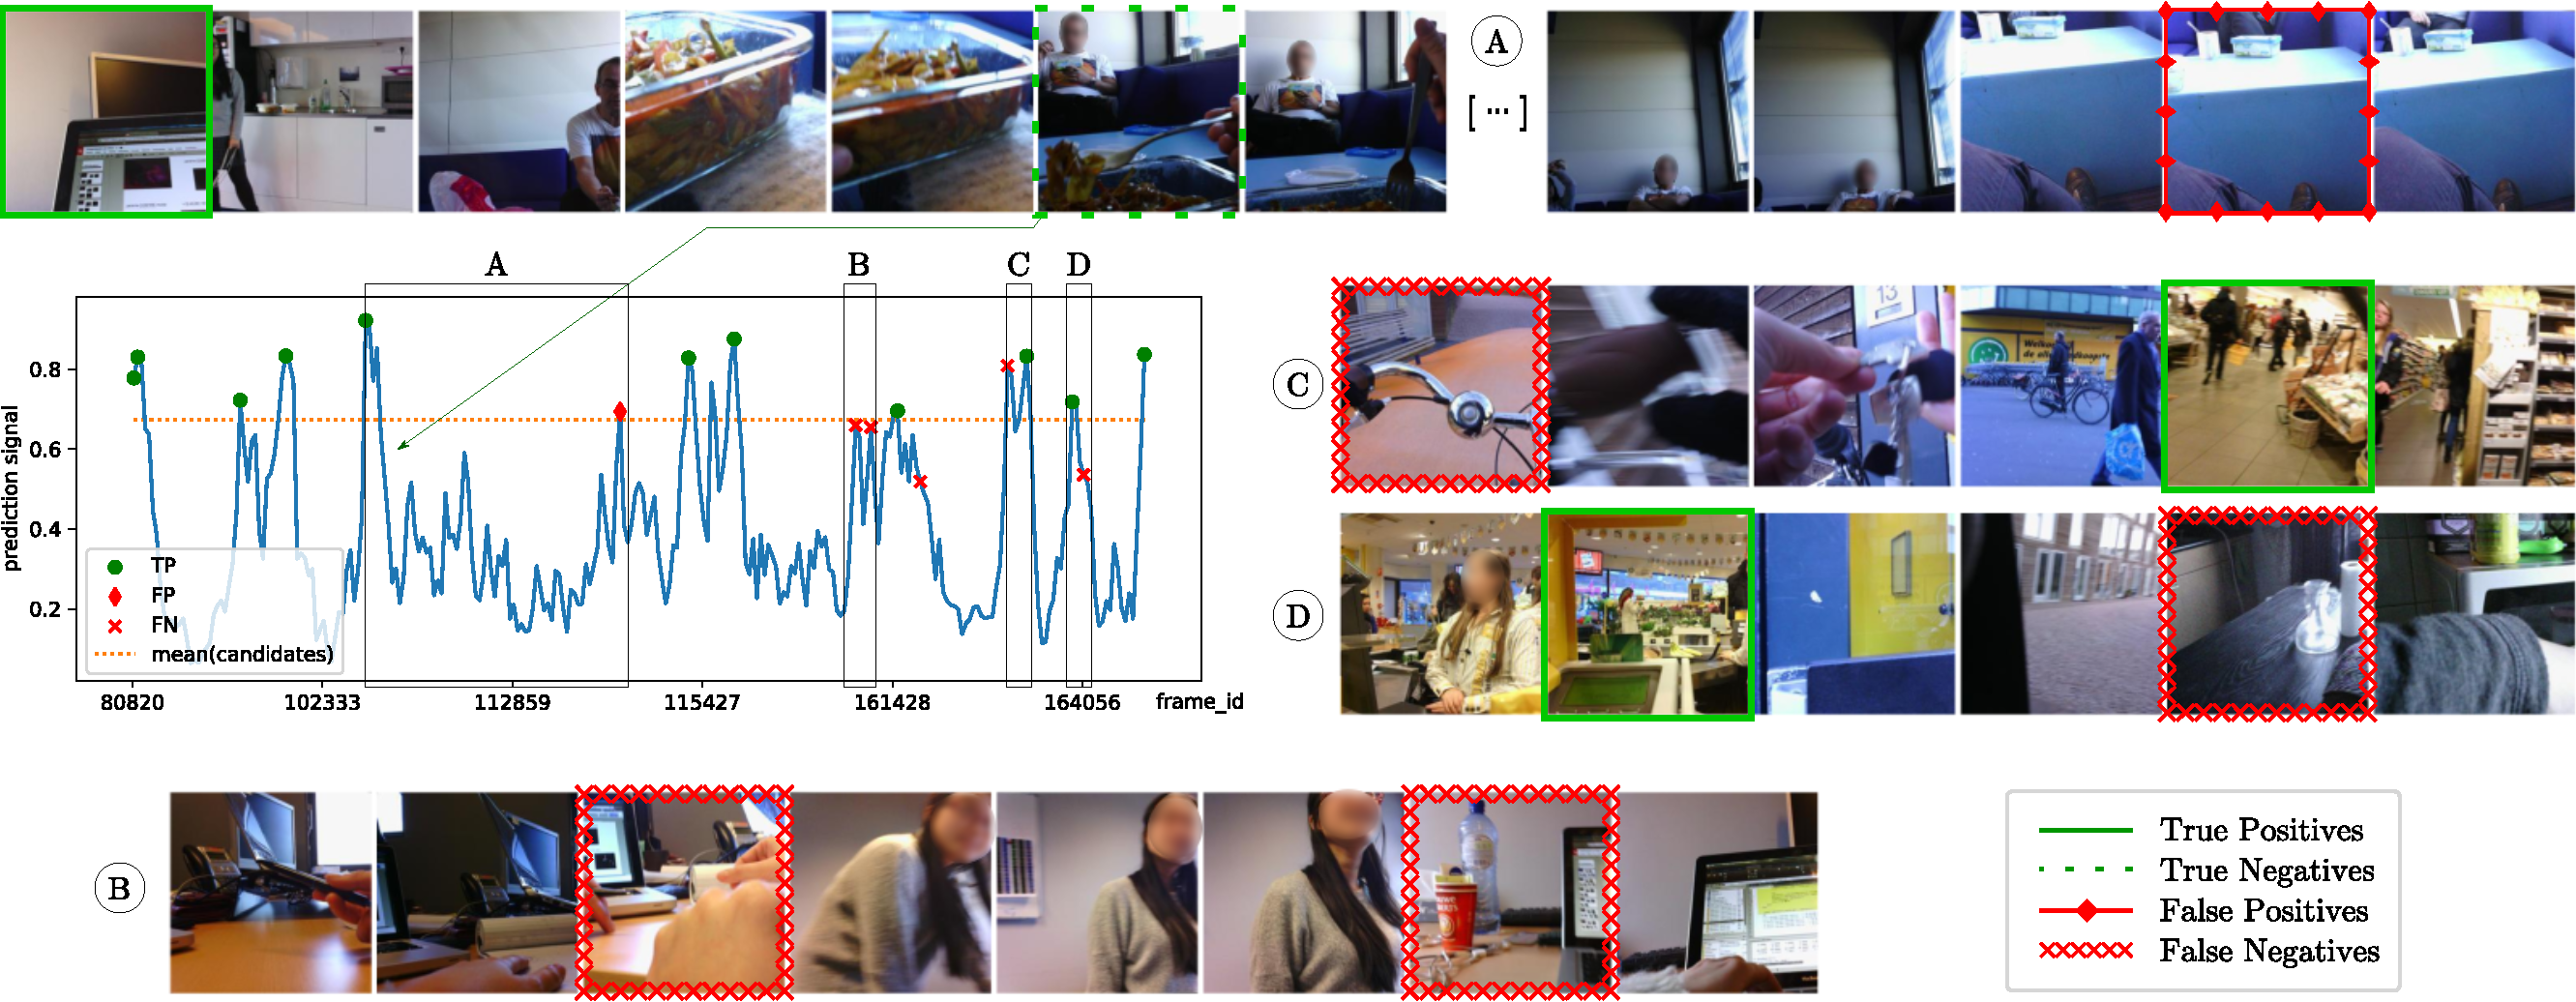 A
[ ... ]
A
B
C
D
prediction signal
0.8
0.6
0.4
0.2
TP
FP
FN
mean(candidates)
80820
102333
112859
115427
161428
164056
frame_id
C
13
Welkom
D
B
True Positives
True Negatives
False Positives
False Negatives